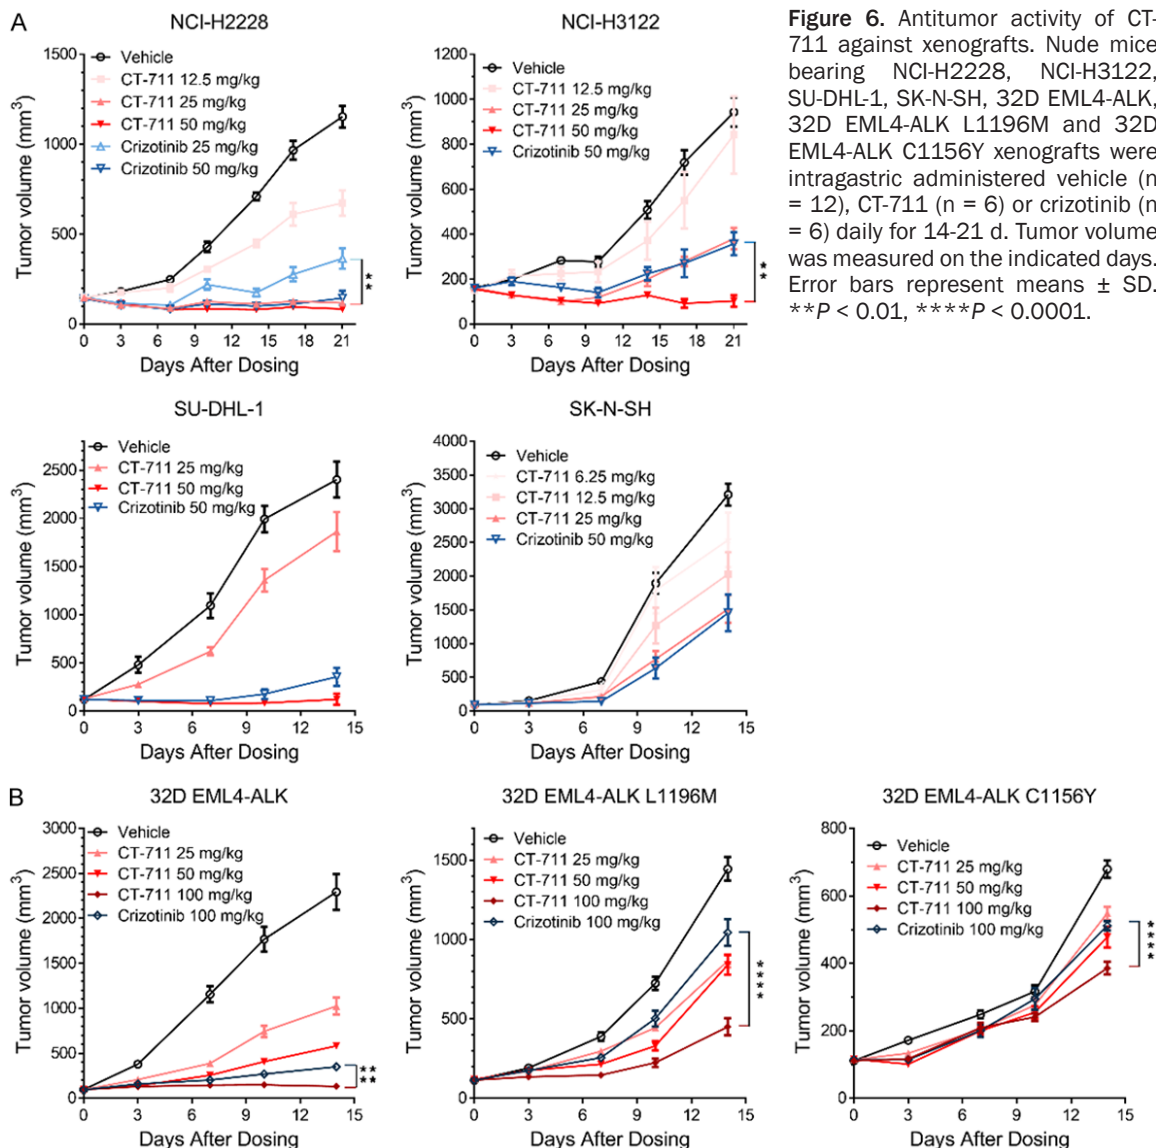 A
NCI-H2228
Tumor volume (mm³)
1500
1000
500
0
Vehicle
CT-711 12.5 mg/kg
CT-711 25 mg/kg
CT-711 50 mg/kg
Crizotinib 25 mg/kg
Crizotinib 50 mg/kg
**
0 3 6 9 12 15 18 21
Days After Dosing
NCI-H3122
Tumor volume (mm³)
1200
1000
800
600
400
200
0
Vehicle
CT-711 12.5 mg/kg
CT-711 25 mg/kg
CT-711 50 mg/kg
Crizotinib 50 mg/kg
**
0 3 6 9 12 15 18 21
Days After Dosing
Figure 6. Antitumor activity of CT-
711 against xenografts. Nude mice
bearing NCI-H2228, NCI-H3122,
SU-DHL-1, SK-N-SH, 32D EML4-ALK,
32D EML4-ALK L1196M and 32D
EML4-ALK C1156Y xenografts were
intragastric administered vehicle (n
= 12), CT-711 (n = 6) or crizotinib (n
= 6) daily for 14-21 d. Tumor volume
was measured on the indicated days.
Error bars represent means ± SD.
**P < 0.01, ****P < 0.0001.
SU-DHL-1
Tumor volume (mm³)
2500
2000
1500
1000
500
0
Vehicle
CT-711 25 mg/kg
CT-711 50 mg/kg
Crizotinib 50 mg/kg
0 3 6 9 12 15
Days After Dosing
SK-N-SH
Tumor volume (mm³)
4000
3500
3000
2500
2000
1500
1000
500
0
Vehicle
CT-711 6.25 mg/kg
CT-711 12.5 mg/kg
CT-711 25 mg/kg
Crizotinib 50 mg/kg
0 3 6 9 12 15
Days After Dosing
B
32D EML4-ALK
Tumor volume (mm³)
3000
2500
2000
1500
1000
500
0
Vehicle
CT-711 25 mg/kg
CT-711 50 mg/kg
CT-711 100 mg/kg
Crizotinib 100 mg/kg
****
0 3 6 9 12 15
Days After Dosing
32D EML4-ALK L1196M
Tumor volume (mm³)
1500
1000
500
0
Vehicle
CT-711 25 mg/kg
CT-711 50 mg/kg
CT-711 100 mg/kg
Crizotinib 100 mg/kg
****
0 3 6 9 12 15
Days After Dosing
32D EML4-ALK C1156Y
Tumor volume (mm³)
800
600
400
200
0
Vehicle
CT-711 25 mg/kg
CT-711 50 mg/kg
CT-711 100 mg/kg
Crizotinib 100 mg/kg
****
0 3 6 9 12 15
Days After Dosing